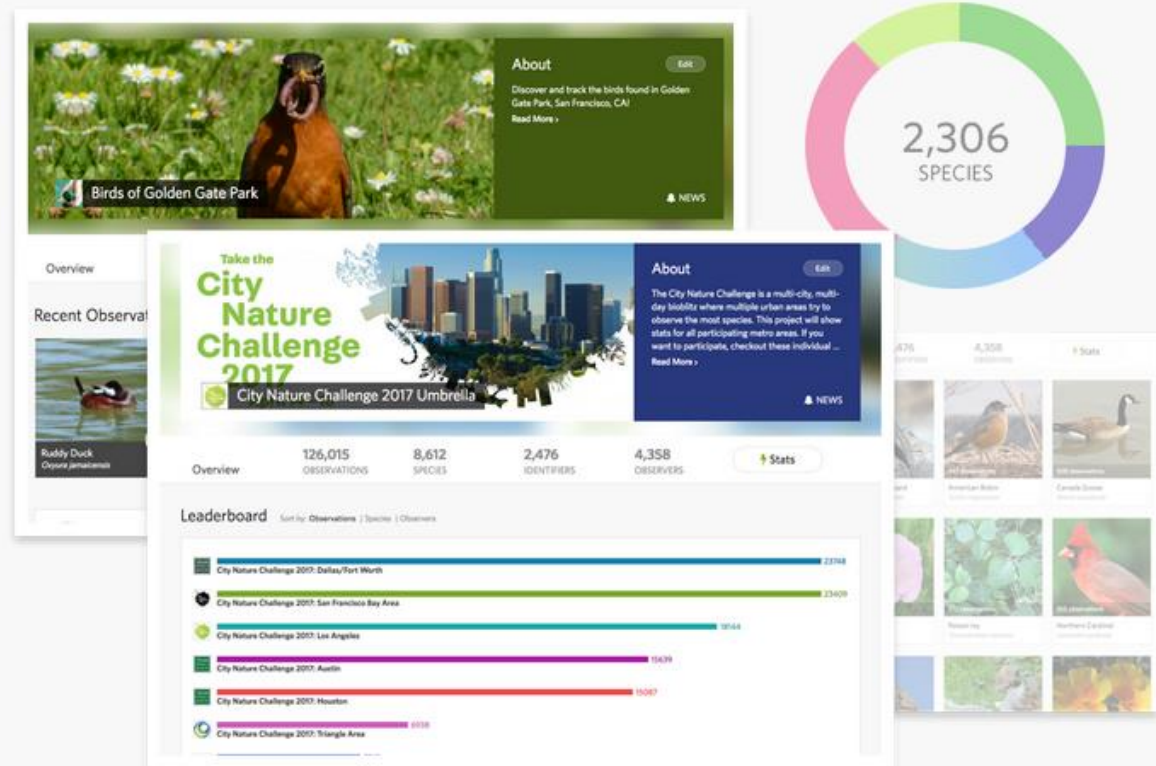 About
Edit
Discover and track the birds found in Golden
Gate Park, San Francisco, CA!
Read More ›
Birds of Golden Gate Park
NEWS
Overview
Recent Observat
Ruddy Duck
Oxyura jamaicensis
2,306
SPECIES
Take the
City
Nature
Challenge
2017
City Nature Challenge 2017 Umbrella
About
Edit
The City Nature Challenge is a multi-city, multi-
day bioblitz where multiple urban areas try to
observe the most species. This project will show
stats for all participating metro areas. If you
want to participate, checkout these individual ...
Read More ›
NEWS
Overview
126,015
OBSERVATIONS
8,612
SPECIES
2,476
IDENTIFIERS
4,358
OBSERVERS
Stats
Leaderboard
Sort by: Observations | Species | Observers
23748
City Nature Challenge 2017: Dallas/Fort Worth
23409
City Nature Challenge 2017: San Francisco Bay Area
City Nature Challenge 2017: Los Angeles
15639
City Nature Challenge 2017: Austin
15087
City Nature Challenge 2017: Houston
City Nature Challenge 2017: Triangle Area
4,358
Stats
American Robin
Canada Goose
Northern Cardinal